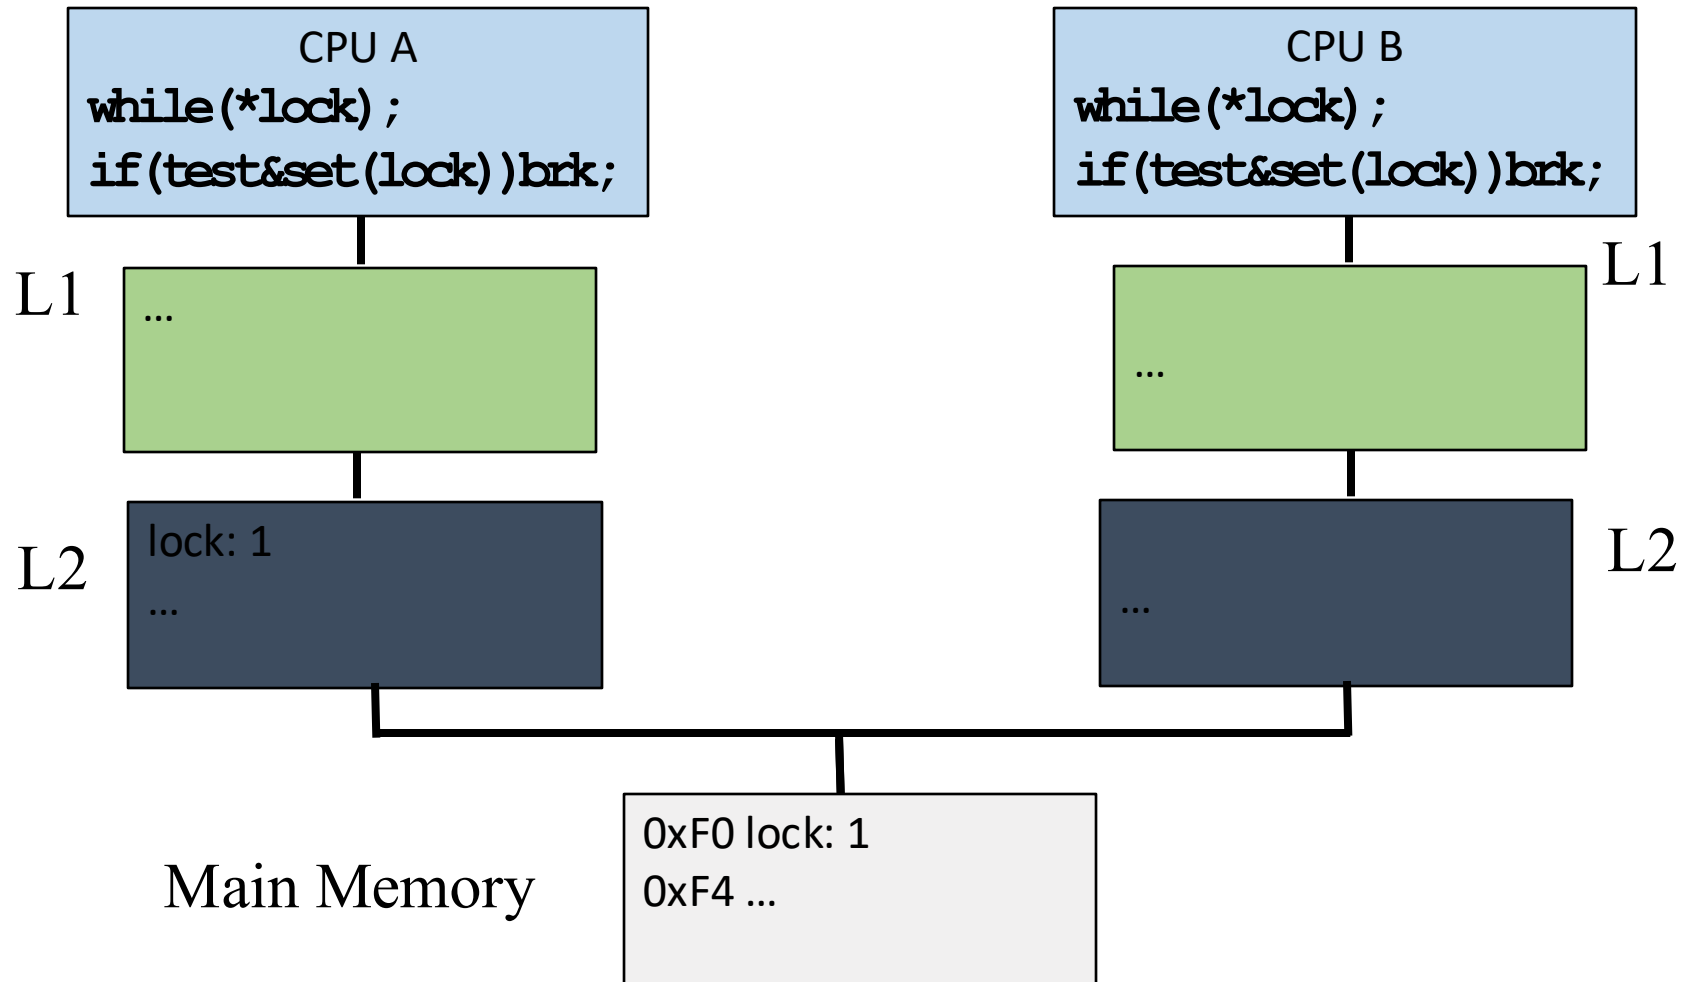 CPU A
while(*lock);
if(test&set(lock))brk;
CPU B
while(*lock);
if(test&set(lock))brk;
L1
…
L1
…
L2
lock: 1
…
L2
…
Main Memory
0xF0 lock: 1
0xF4 …